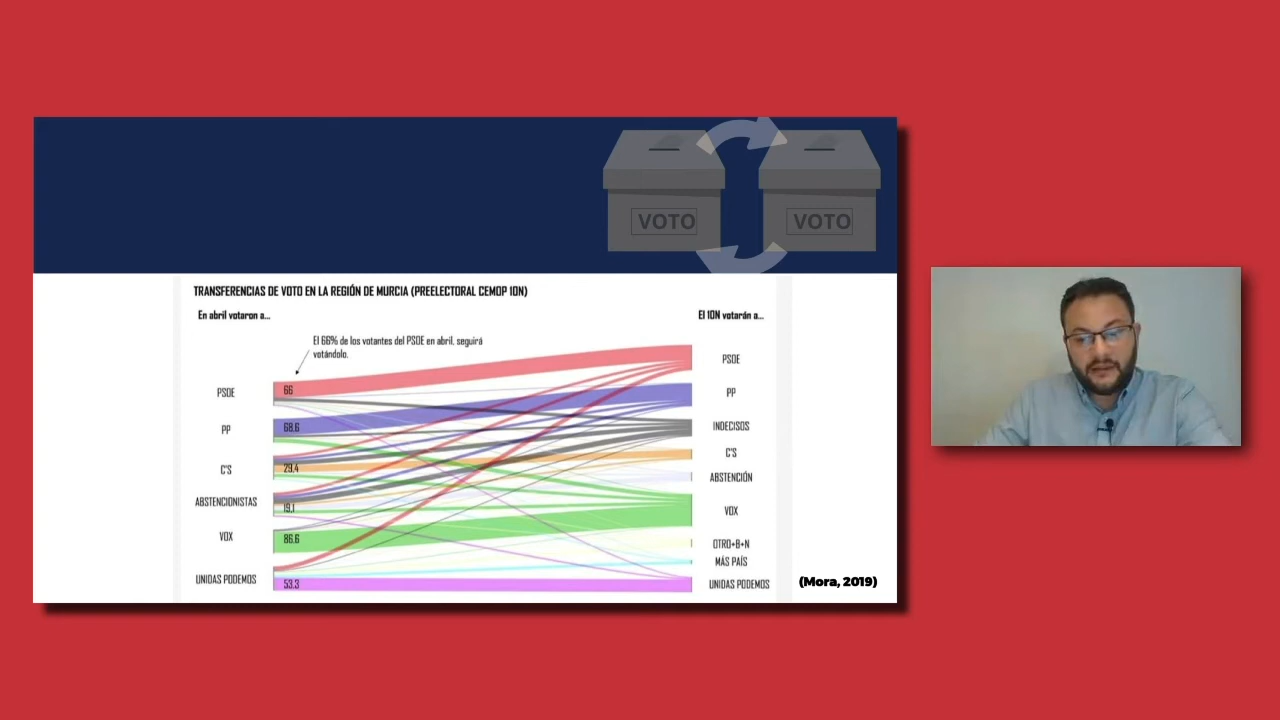 VOTO
VOTO
TRANSFERENCIAS DE VOTO EN LA REGIÓN DE MURCIA (PREELECTORAL CEMOP 10N)
En abril votaron a...
El 10N votarán a...
El 66% de los votantes del PSOE en abril, seguirá
votándolo.
PSOE
66
PP
68.6
C'S
29.4
ABSTENCIONISTAS
19.1
VOX
86.6
UNIDAS PODEMOS
53.3
PSOE
PP
INDECISOS
C'S
ABSTENCIÓN
VOX
OTRO+B+N
MÁS PAÍS
UNIDAS PODEMOS
(Mora, 2019)